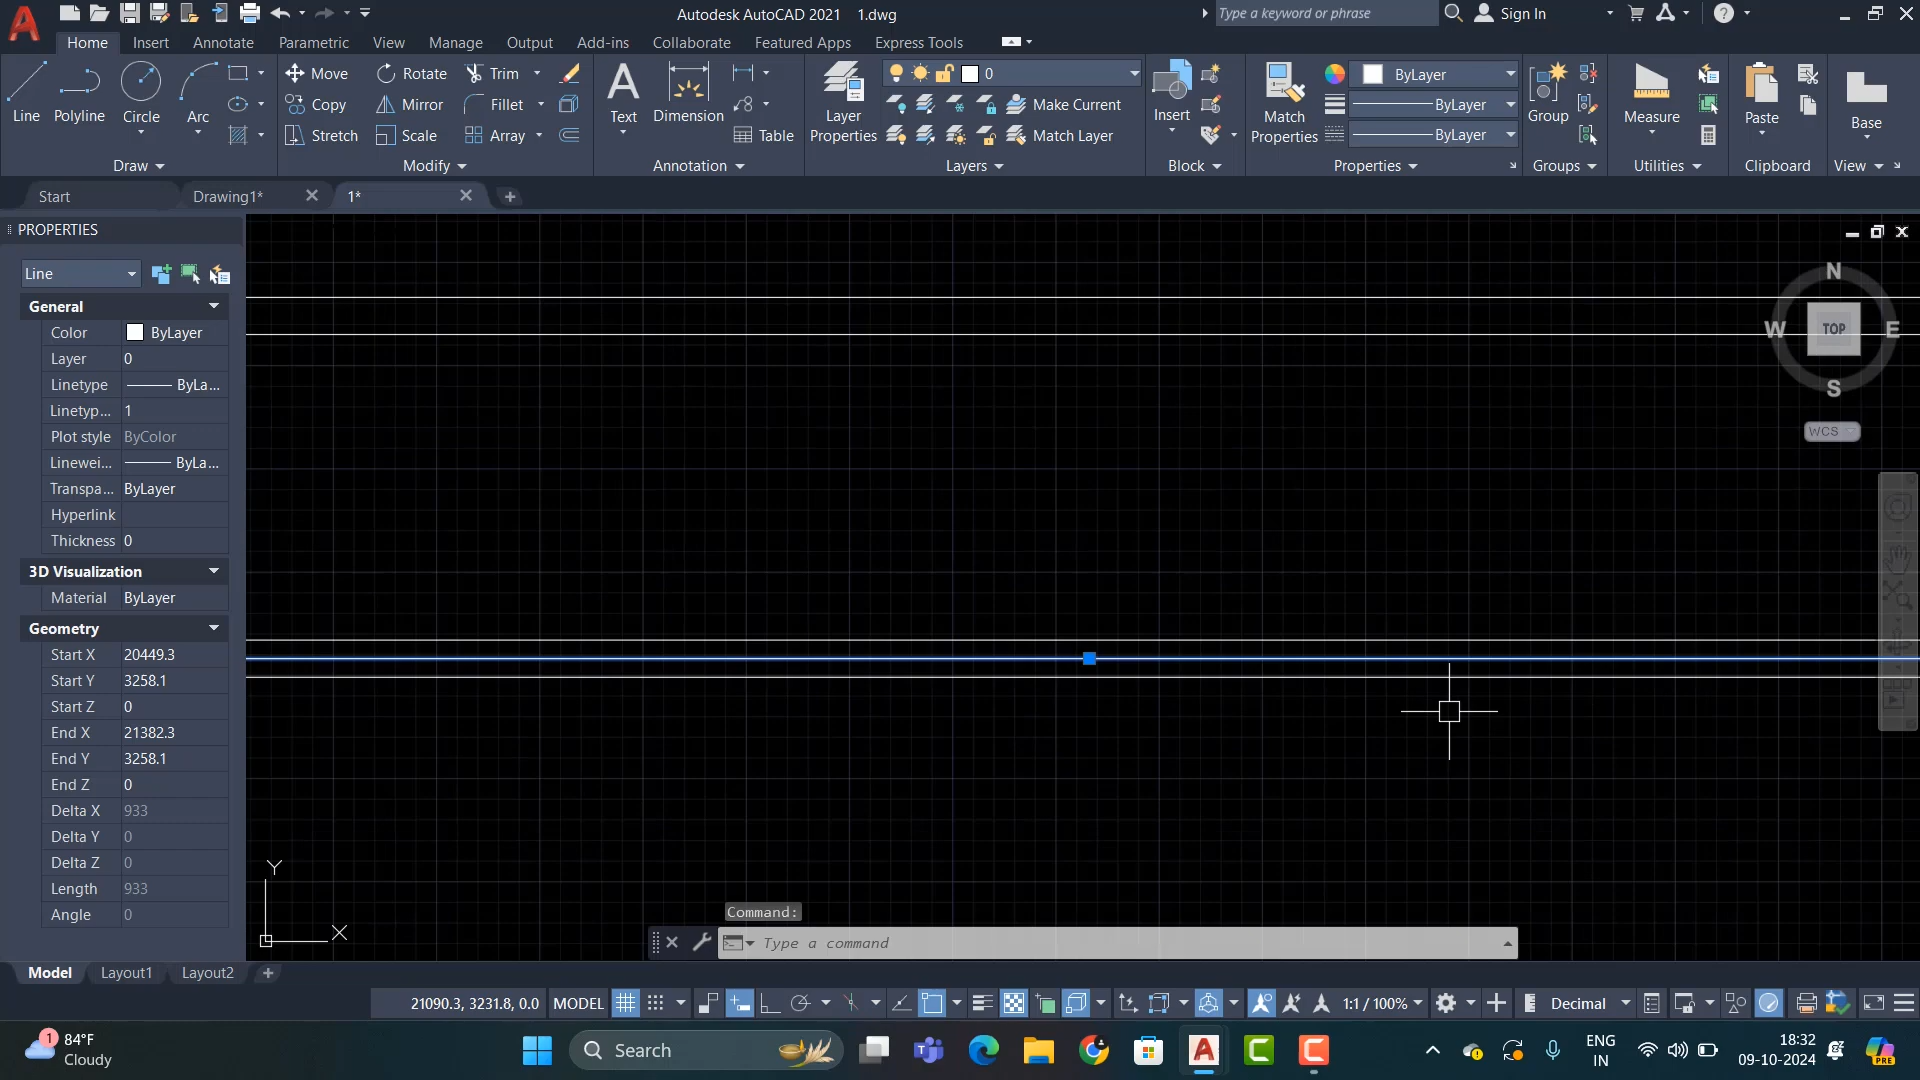 Autodesk AutoCAD 2021 1.dwg
Type a keyword or phrase
Sign In
Home Insert Annotate Parametric View Manage Output Add-ins Collaborate Featured Apps Express Tools
Line Polyline Circle Arc
Move Rotate Trim
Copy Mirror Fillet
Stretch Scale Array
Text Dimension Table
Layer Properties
0
Make Current
Match Layer
Insert
Match Properties
ByLayer
ByLayer
ByLayer
Group
Measure
Paste
Base
Draw Modify Annotation Layers Block Properties Groups Utilities Clipboard View
Start Drawing1* 1*
PROPERTIES
Line
General
Color ByLayer
Layer 0
Linetype ByLa...
Linetyp... 1
Plot style ByColor
Linewei... ByLa...
Transpa... ByLayer
Hyperlink
Thickness 0
3D Visualization
Material ByLayer
Geometry
Start X 20449.3
Start Y 3258.1
Start Z 0
End X 21382.3
End Y 3258.1
End Z 0
Delta X 933
Delta Y 0
Delta Z 0
Length 933
Angle 0
N
W TOP E
S
WCS
Y
X
Command:
Type a command
Model Layout1 Layout2
21090.3, 3231.8, 0.0 MODEL 1:1 / 100% Decimal
1
84°F
Cloudy
Search
ENG
IN
18:32
09-10-2024
PRE